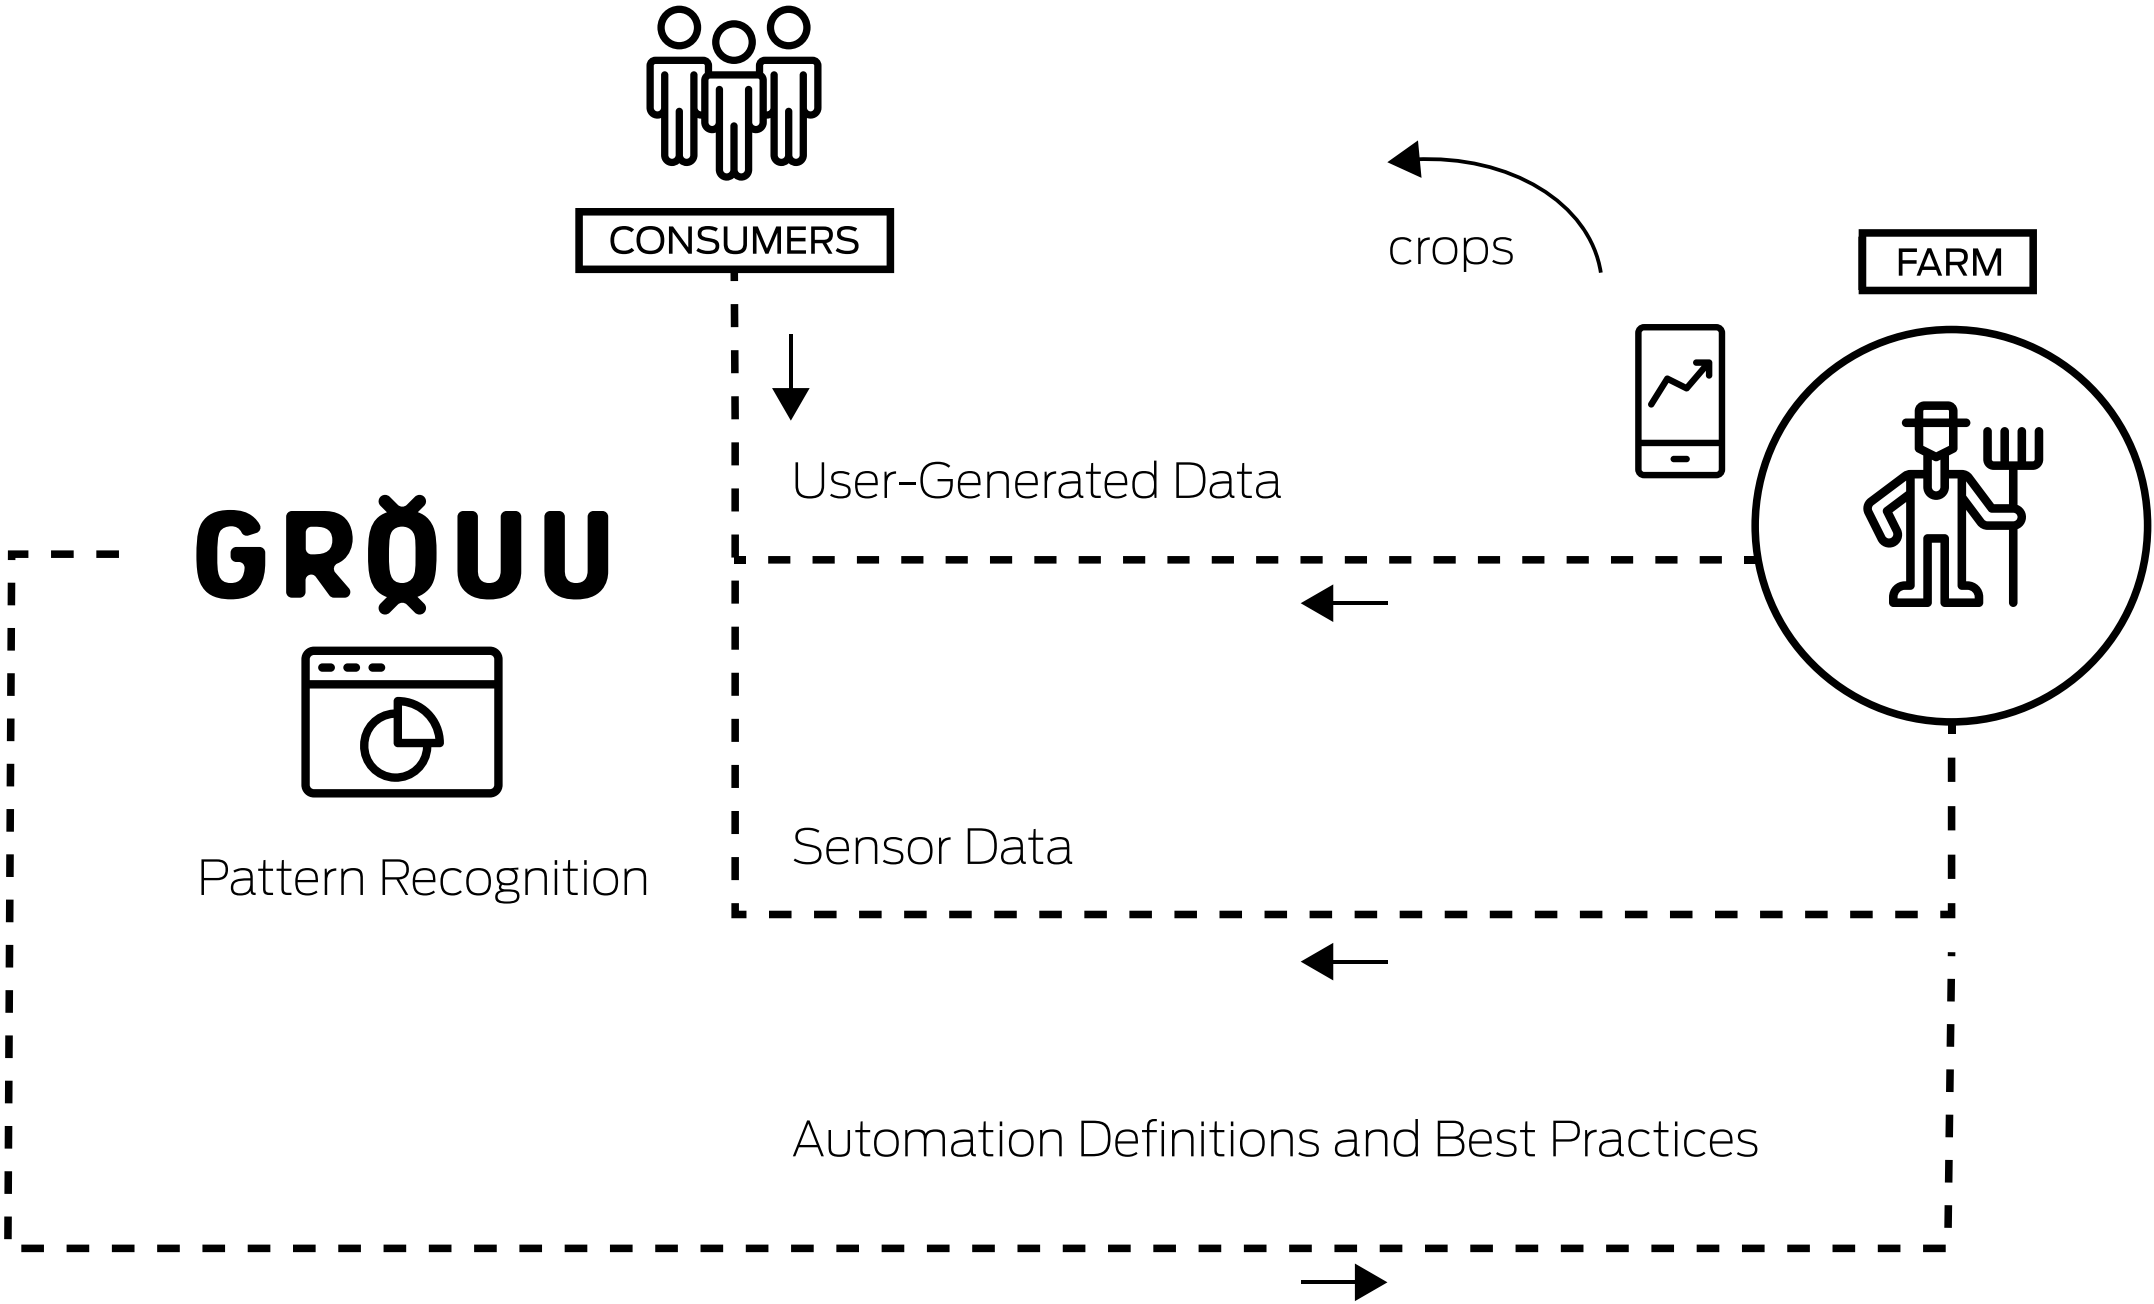 CONSUMERS
crops
FARM
User-Generated Data
GROUU
Pattern Recognition
Sensor Data
Automation Definitions and Best Practices